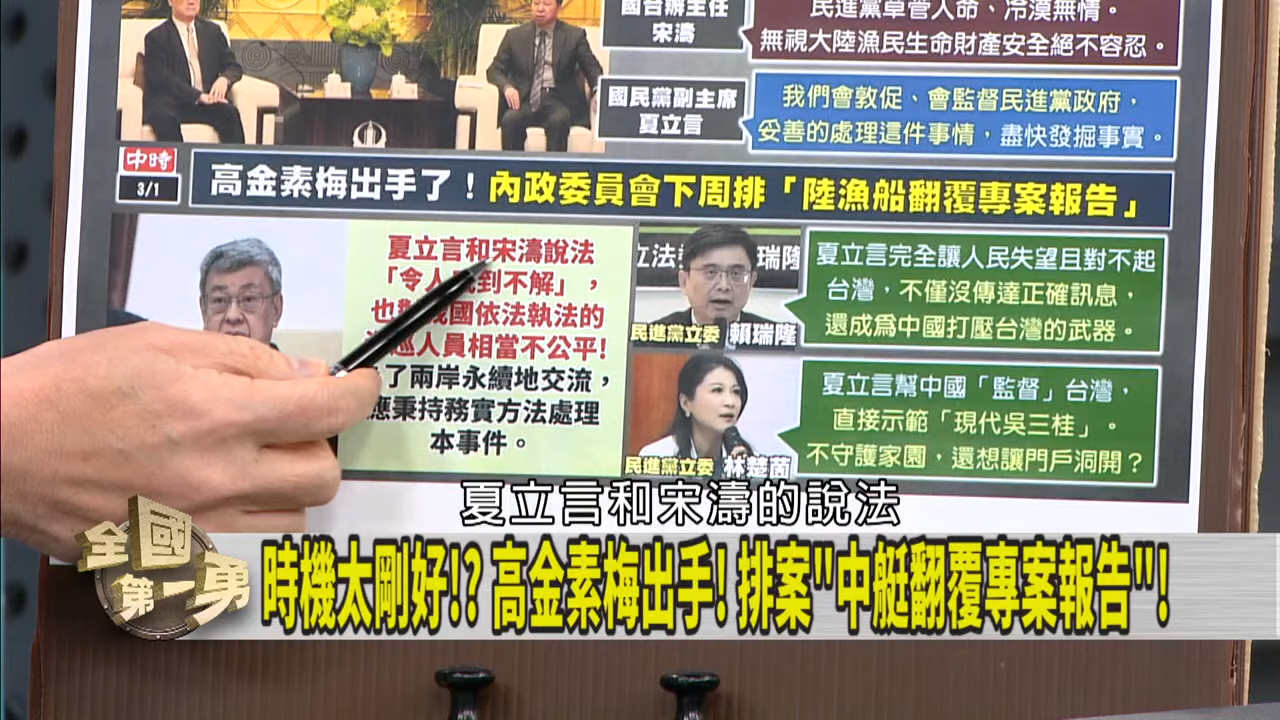 國台辦主任
宋濤
民進黨草菅人命、冷漠無情。
無視大陸漁民生命財產安全絕不容忍。
國民黨副主席
夏立言
我們會敦促、會監督民進黨政府,
妥善的處理這件事情,盡快發掘事實。
中時
3/1
高金素梅出手了!內政委員會下周排「陸漁船翻覆專案報告」
夏立言和宋濤說法
「令人 到不解」,
也對我國依法執法的
巡人員相當不公平!
了兩岸永續地交流,
應秉持務實方法處理
本事件。
立法 瑞隆
民進黨立委 賴瑞隆
夏立言完全讓人民失望且對不起
台灣,不僅沒傳達正確訊息,
還成為中國打壓台灣的武器。
民進黨立委 林楚茵
夏立言幫中國「監督」台灣,
直接示範「現代吳三桂」。
不守護家園,還想讓門戶洞開?
夏立言和宋濤的說法
全國第一勇
時機太剛好!? 高金素梅出手! 排案"中艇翻覆專案報告"!